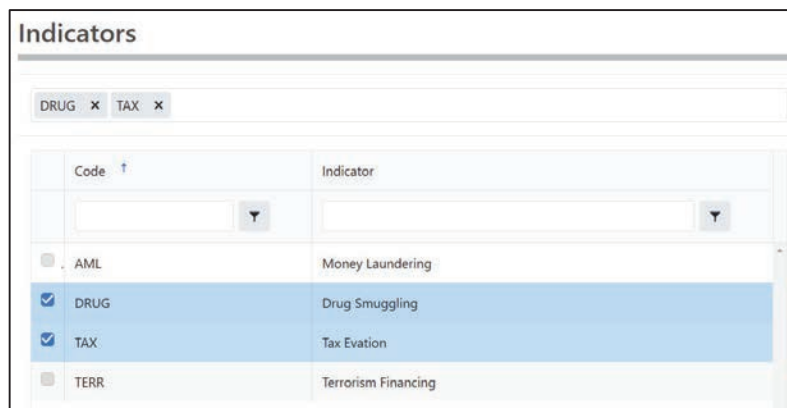 Indicators
DRUG × TAX ×
Code ↑ Indicator
AML Money Laundering
DRUG Drug Smuggling
TAX Tax Evation
TERR Terrorism Financing